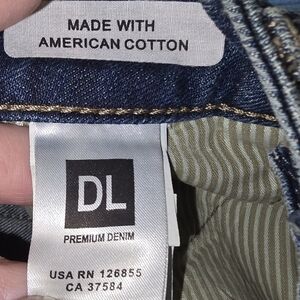 MADE WITH
AMERICAN COTTON
DL
PREMIUM DENIM
USA RN 126855
CA 37584